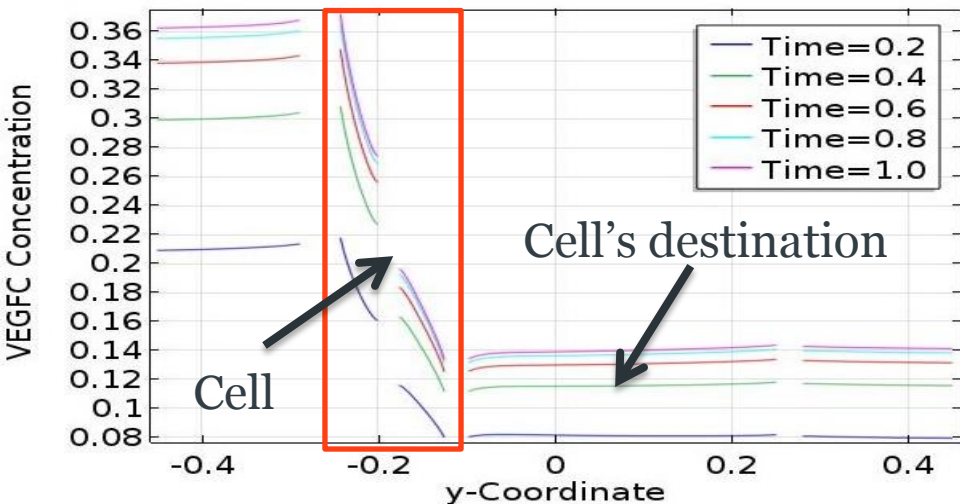 VEGFC Concentration
0.36
0.34
0.32
0.3
0.28
0.26
0.24
0.22
0.2
0.18
0.16
0.14
0.12
0.1
0.08
Time=0.2
Time=0.4
Time=0.6
Time=0.8
Time=1.0
Cell’s destination
Cell
-0.4
-0.2
0
0.2
0.4
y-Coordinate